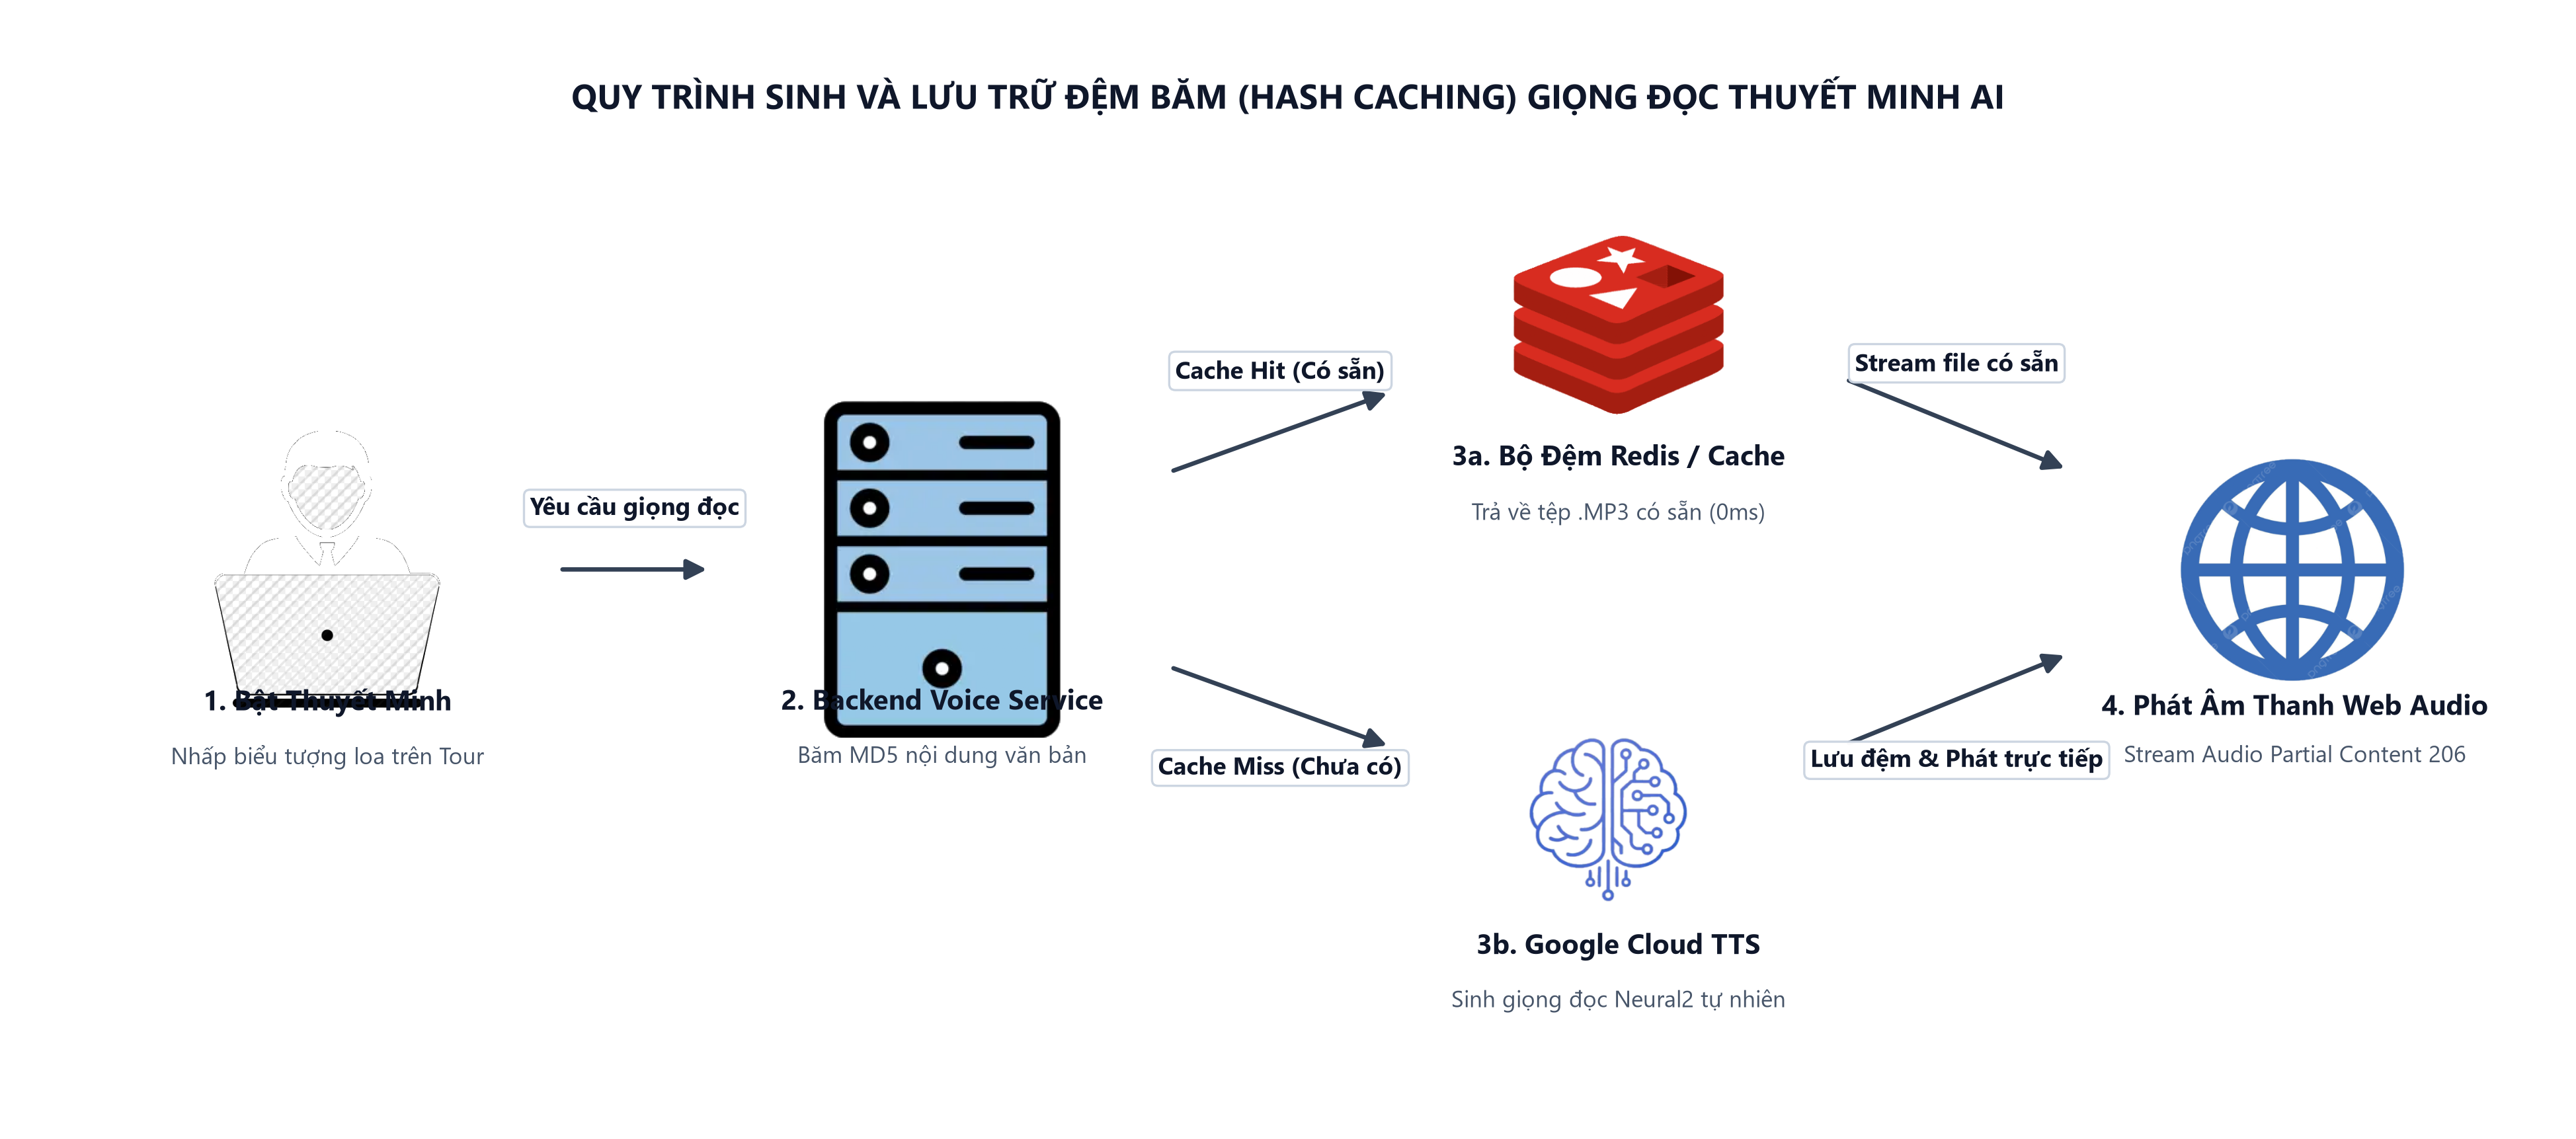 QUY TRÌNH SINH VÀ LƯU TRỮ ĐỆM BĂM (HASH CACHING) GIỌNG ĐỌC THUYẾT MINH AI
Yêu cầu giọng đọc
1. Bật Thuyết Minh
Nhấp biểu tượng loa trên Tour
2. Backend Voice Service
Băm MD5 nội dung văn bản
Cache Hit (Có sẵn)
3a. Bộ Đệm Redis / Cache
Trả về tệp .MP3 có sẵn (0ms)
Stream file có sẵn
Cache Miss (Chưa có)
3b. Google Cloud TTS
Sinh giọng đọc Neural2 tự nhiên
Lưu đệm & Phát trực tiếp
4. Phát Âm Thanh Web Audio
Stream Audio Partial Content 206